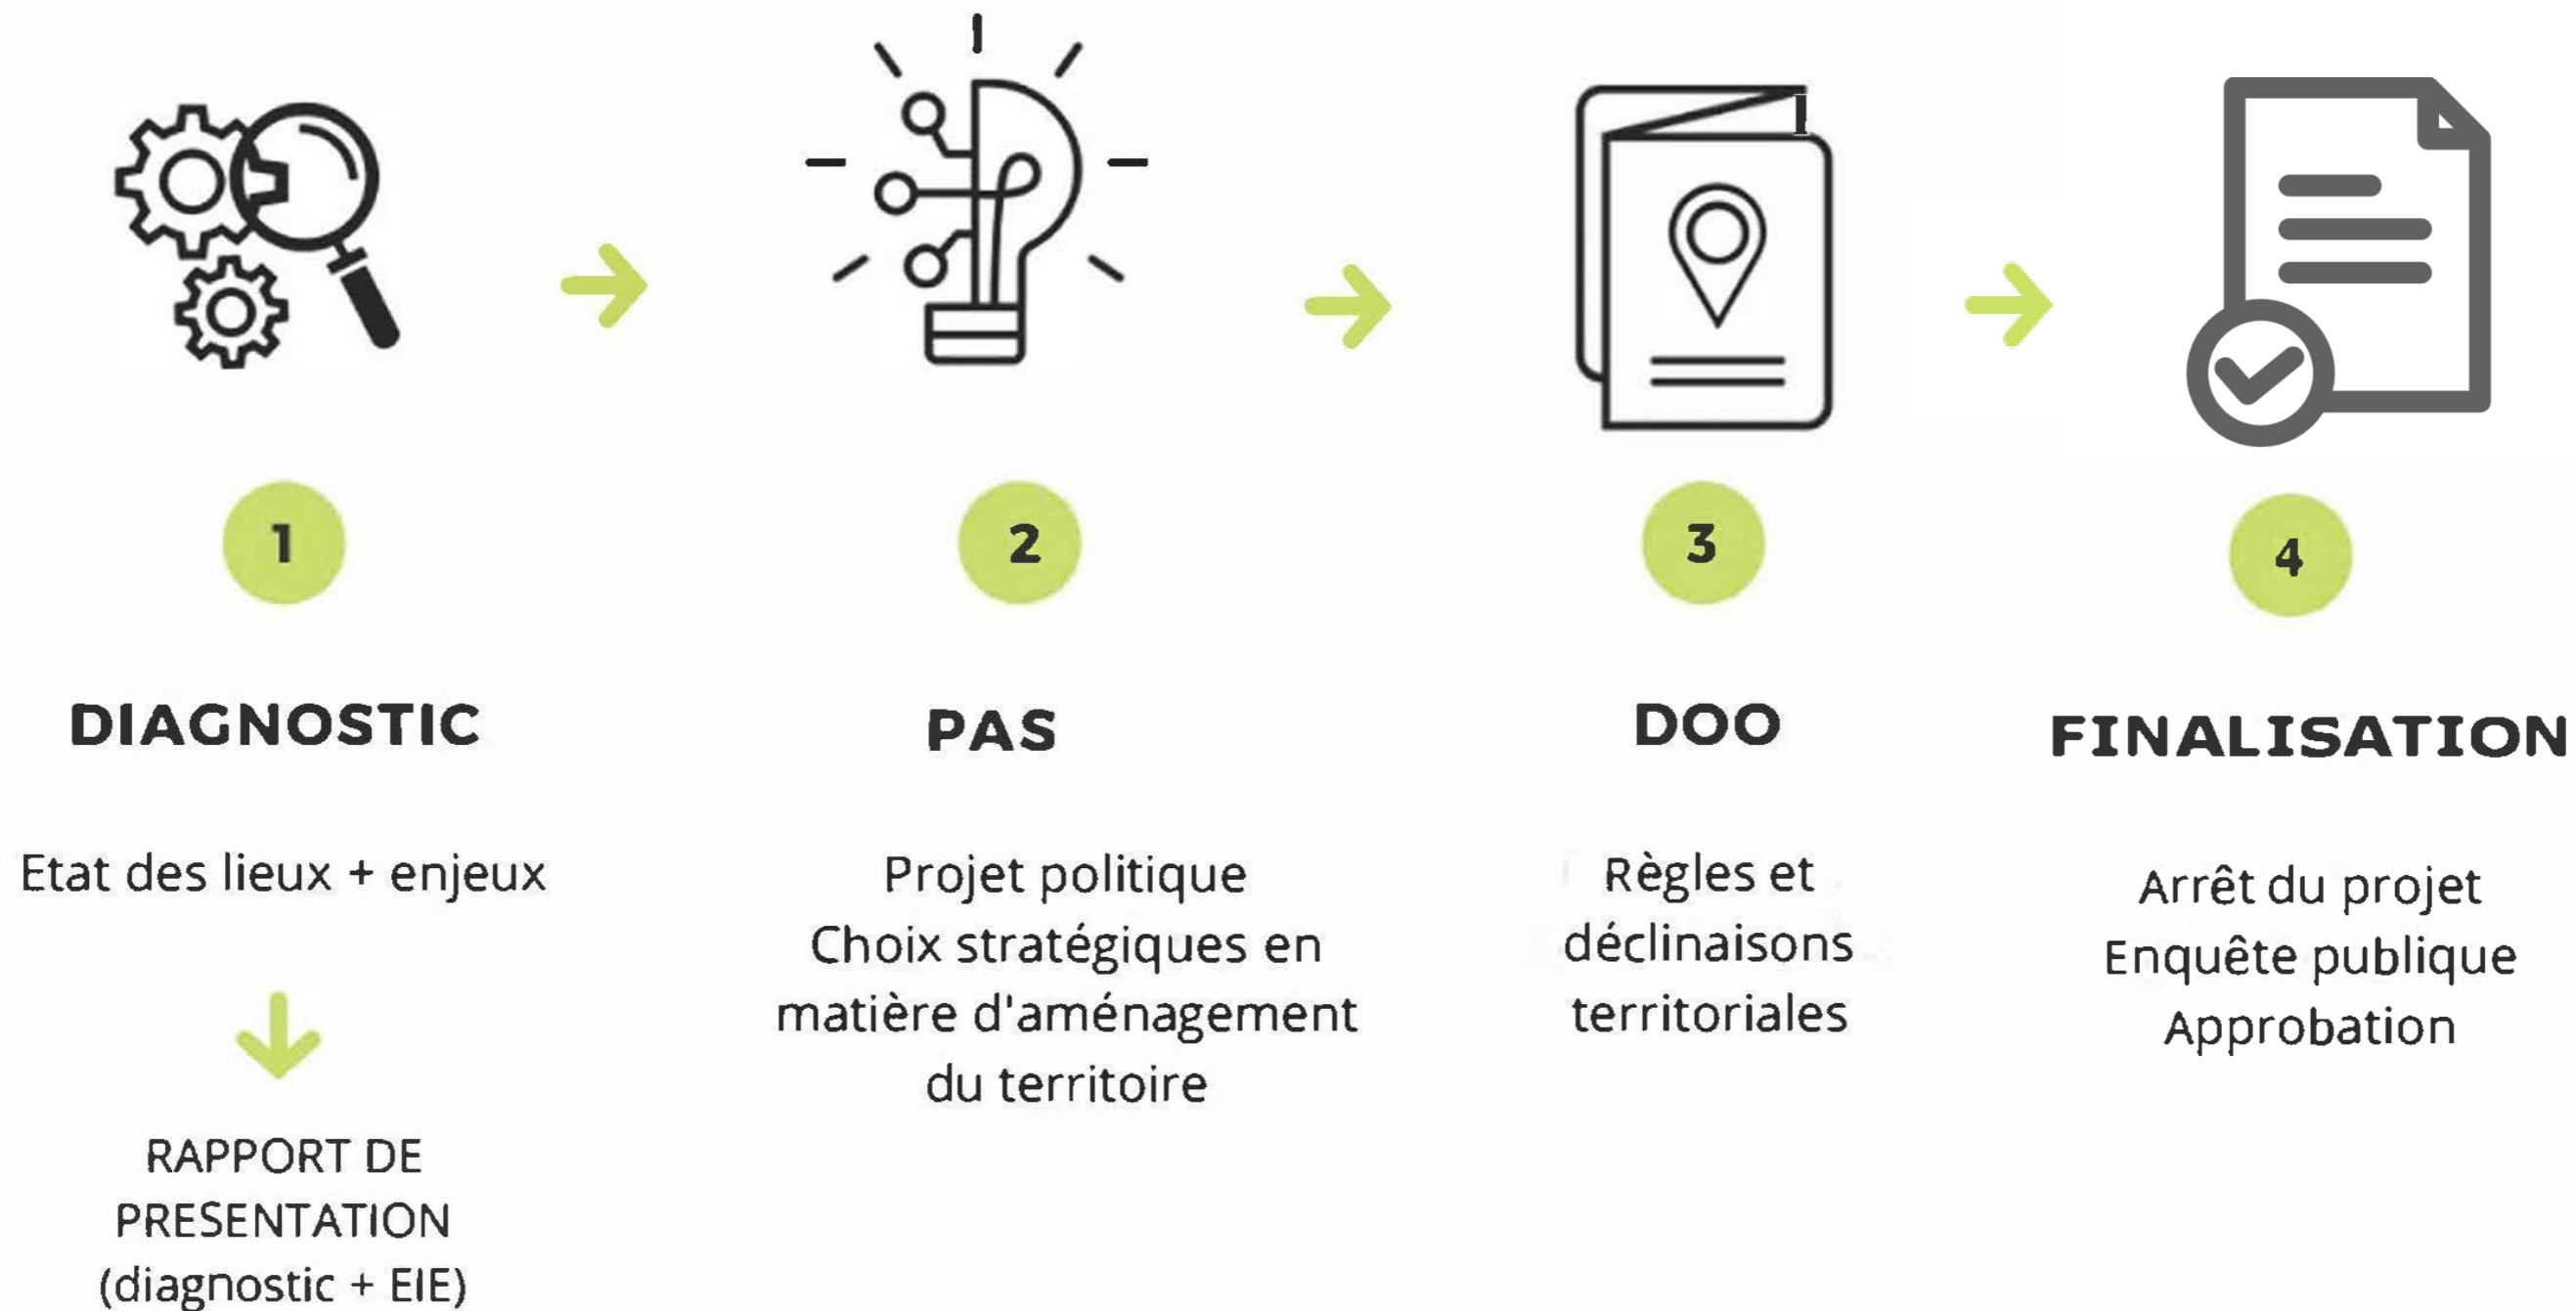 1
DIAGNOSTIC
Etat des lieux + enjeux
RAPPORT DE
PRESENTATION
(diagnostic + EIE)
2
PAS
Projet politique
Choix stratégiques en
matière d'aménagement
du territoire
3
DOO
Règles et
déclinaisons
territoriales
4
FINALISATION
Arrêt du projet
Enquête publique
Approbation